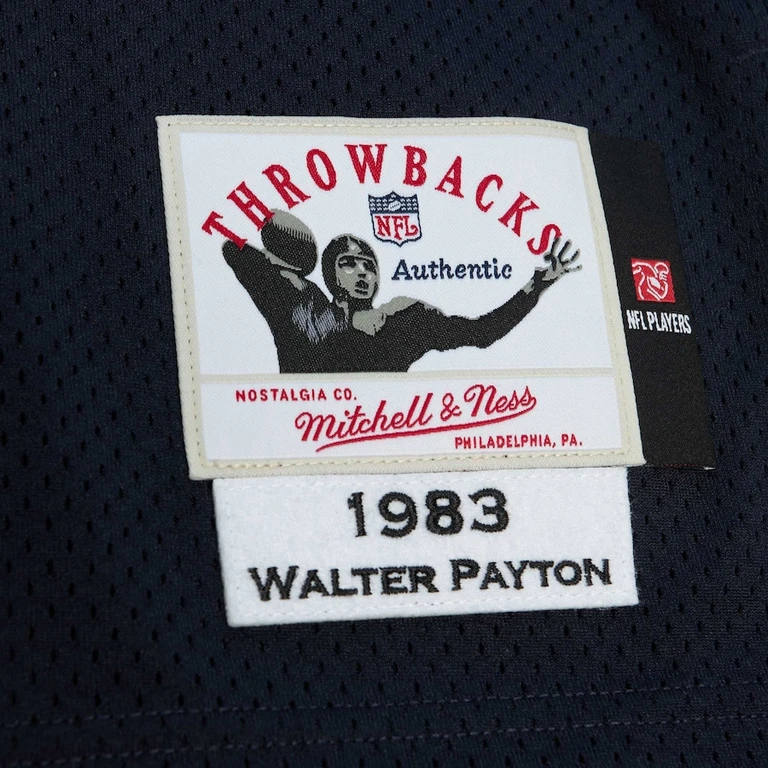 THROWBACKS
NFL
Authentic
NFL PLAYERS
NOSTALGIA CO.
Mitchell & Ness
PHILADELPHIA, PA.
1983
WALTER PAYTON